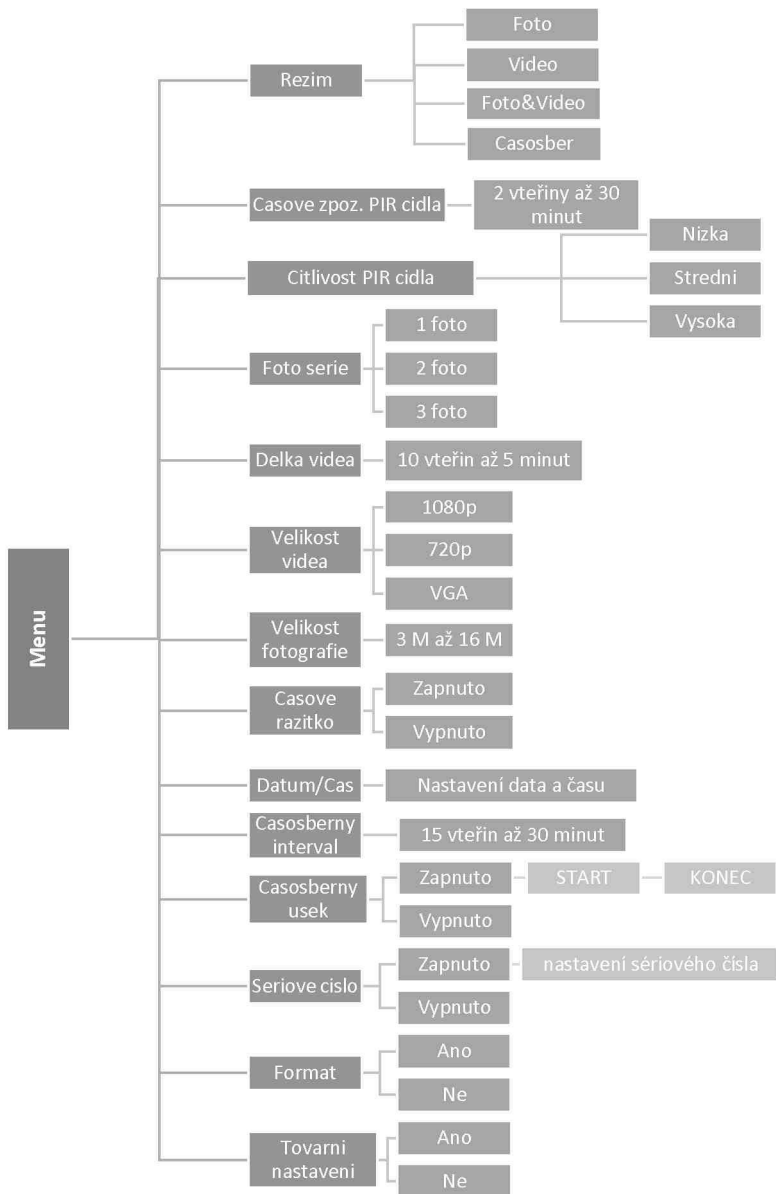 Menu
Rezim
Foto
Video
Foto&Video
Casosber
Casove zpoz. PIR cidla
2 vteřiny až 30
minut
Citlivost PIR cidla
Nizka
Stredni
Vysoka
Foto serie
1 foto
2 foto
3 foto
Delka videa
10 vteřin až 5 minut
Velikost
videa
1080p
720p
VGA
Velikost
fotografie
3 M až 16 M
Casove
razitko
Zapnuto
Vypnuto
Datum/Cas
Nastavení data a času
Casosberny
interval
15 vteřin až 30 minut
Casosberny
usek
Zapnuto
START
KONEC
Vypnuto
Seriove cislo
Zapnuto
nastavení sériového čísla
Vypnuto
Format
Ano
Ne
Tovarni
nastaveni
Ano
Ne